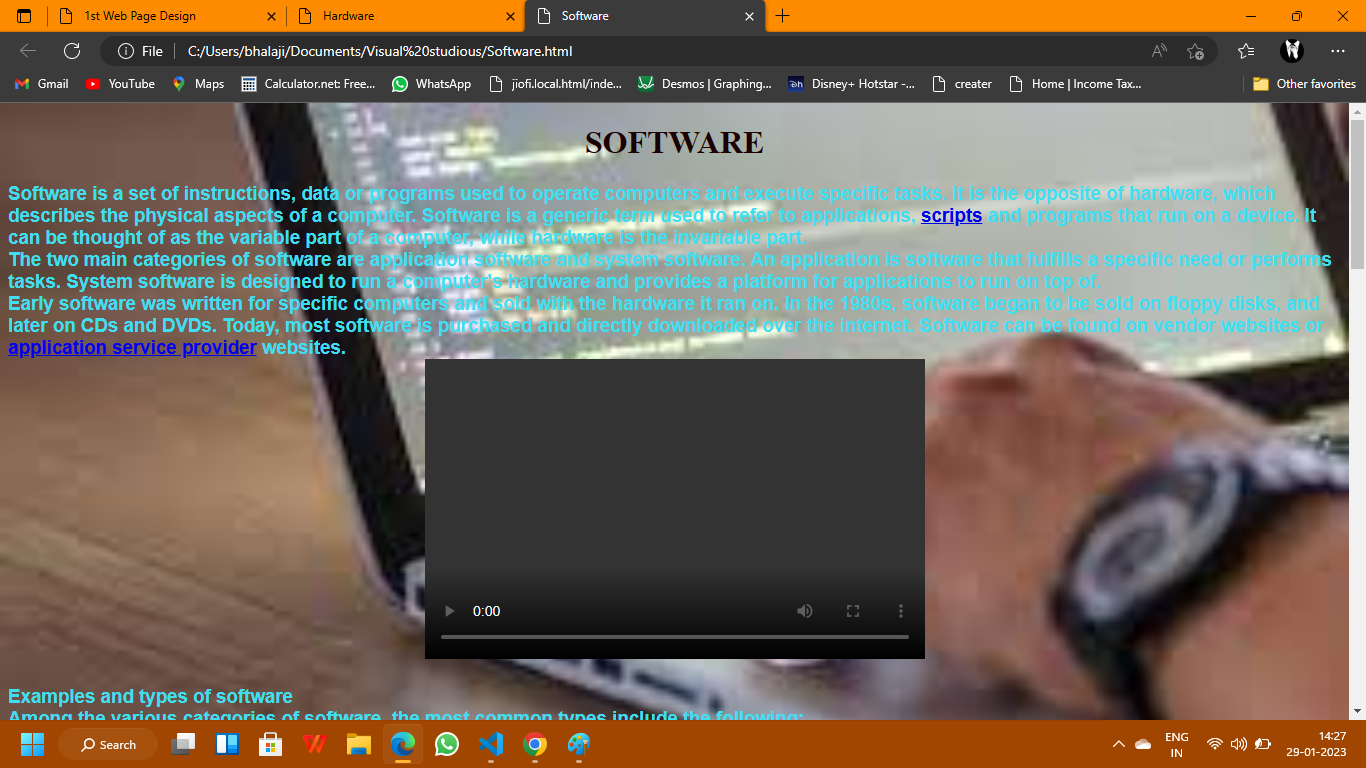 1st Web Page Design
Hardware
Software
File
C:/Users/bhalaji/Documents/Visual%20studious/Software.html
Gmail
YouTube
Maps
Calculator.net: Free...
WhatsApp
jiofi.local.html/inde...
Desmos | Graphing...
Disney+ Hotstar -...
creater
Home | Income Tax...
Other favorites
SOFTWARE
Software is a set of instructions, data or programs used to operate computers and execute specific tasks. It is the opposite of hardware, which
describes the physical aspects of a computer. Software is a generic term used to refer to applications, scripts and programs that run on a device. It
can be thought of as the variable part of a computer, while hardware is the invariable part.
The two main categories of software are application software and system software. An application is software that fulfills a specific need or performs
tasks. System software is designed to run a computer's hardware and provides a platform for applications to run on top of.
Early software was written for specific computers and sold with the hardware it ran on. In the 1980s, software began to be sold on floppy disks, and
later on CDs and DVDs. Today, most software is purchased and directly downloaded over the internet. Software can be found on vendor websites or
application service provider websites.
0:00
Examples and types of software
Among the various categories of software, the most common types include the following:
Search
ENG
IN
14:27
29-01-2023